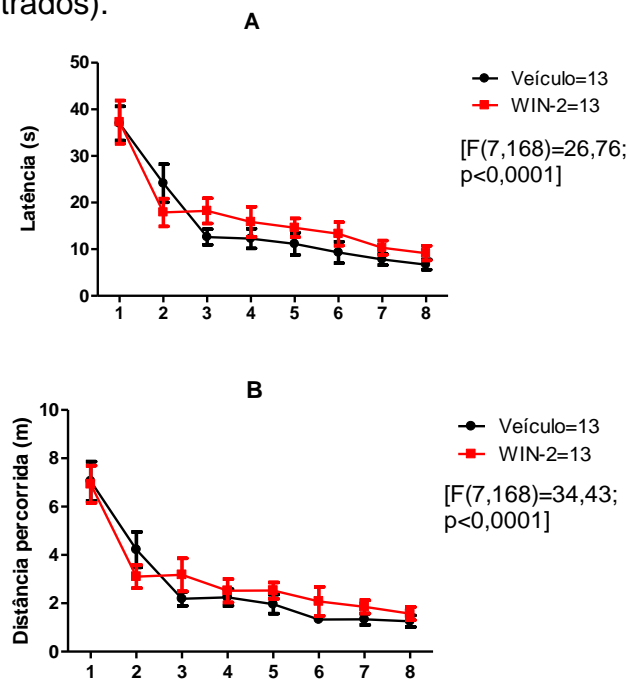 trados).
A
Latência (s)
50
40
30
20
10
0
1 2 3 4 5 6 7 8
Veículo=13
WIN-2=13
[F(7,168)=26,76;
p<0,0001]
B
Distância percorrida (m)
10
8
6
4
2
0
1 2 3 4 5 6 7 8
Veículo=13
WIN-2=13
[F(7,168)=34,43;
p<0,0001]